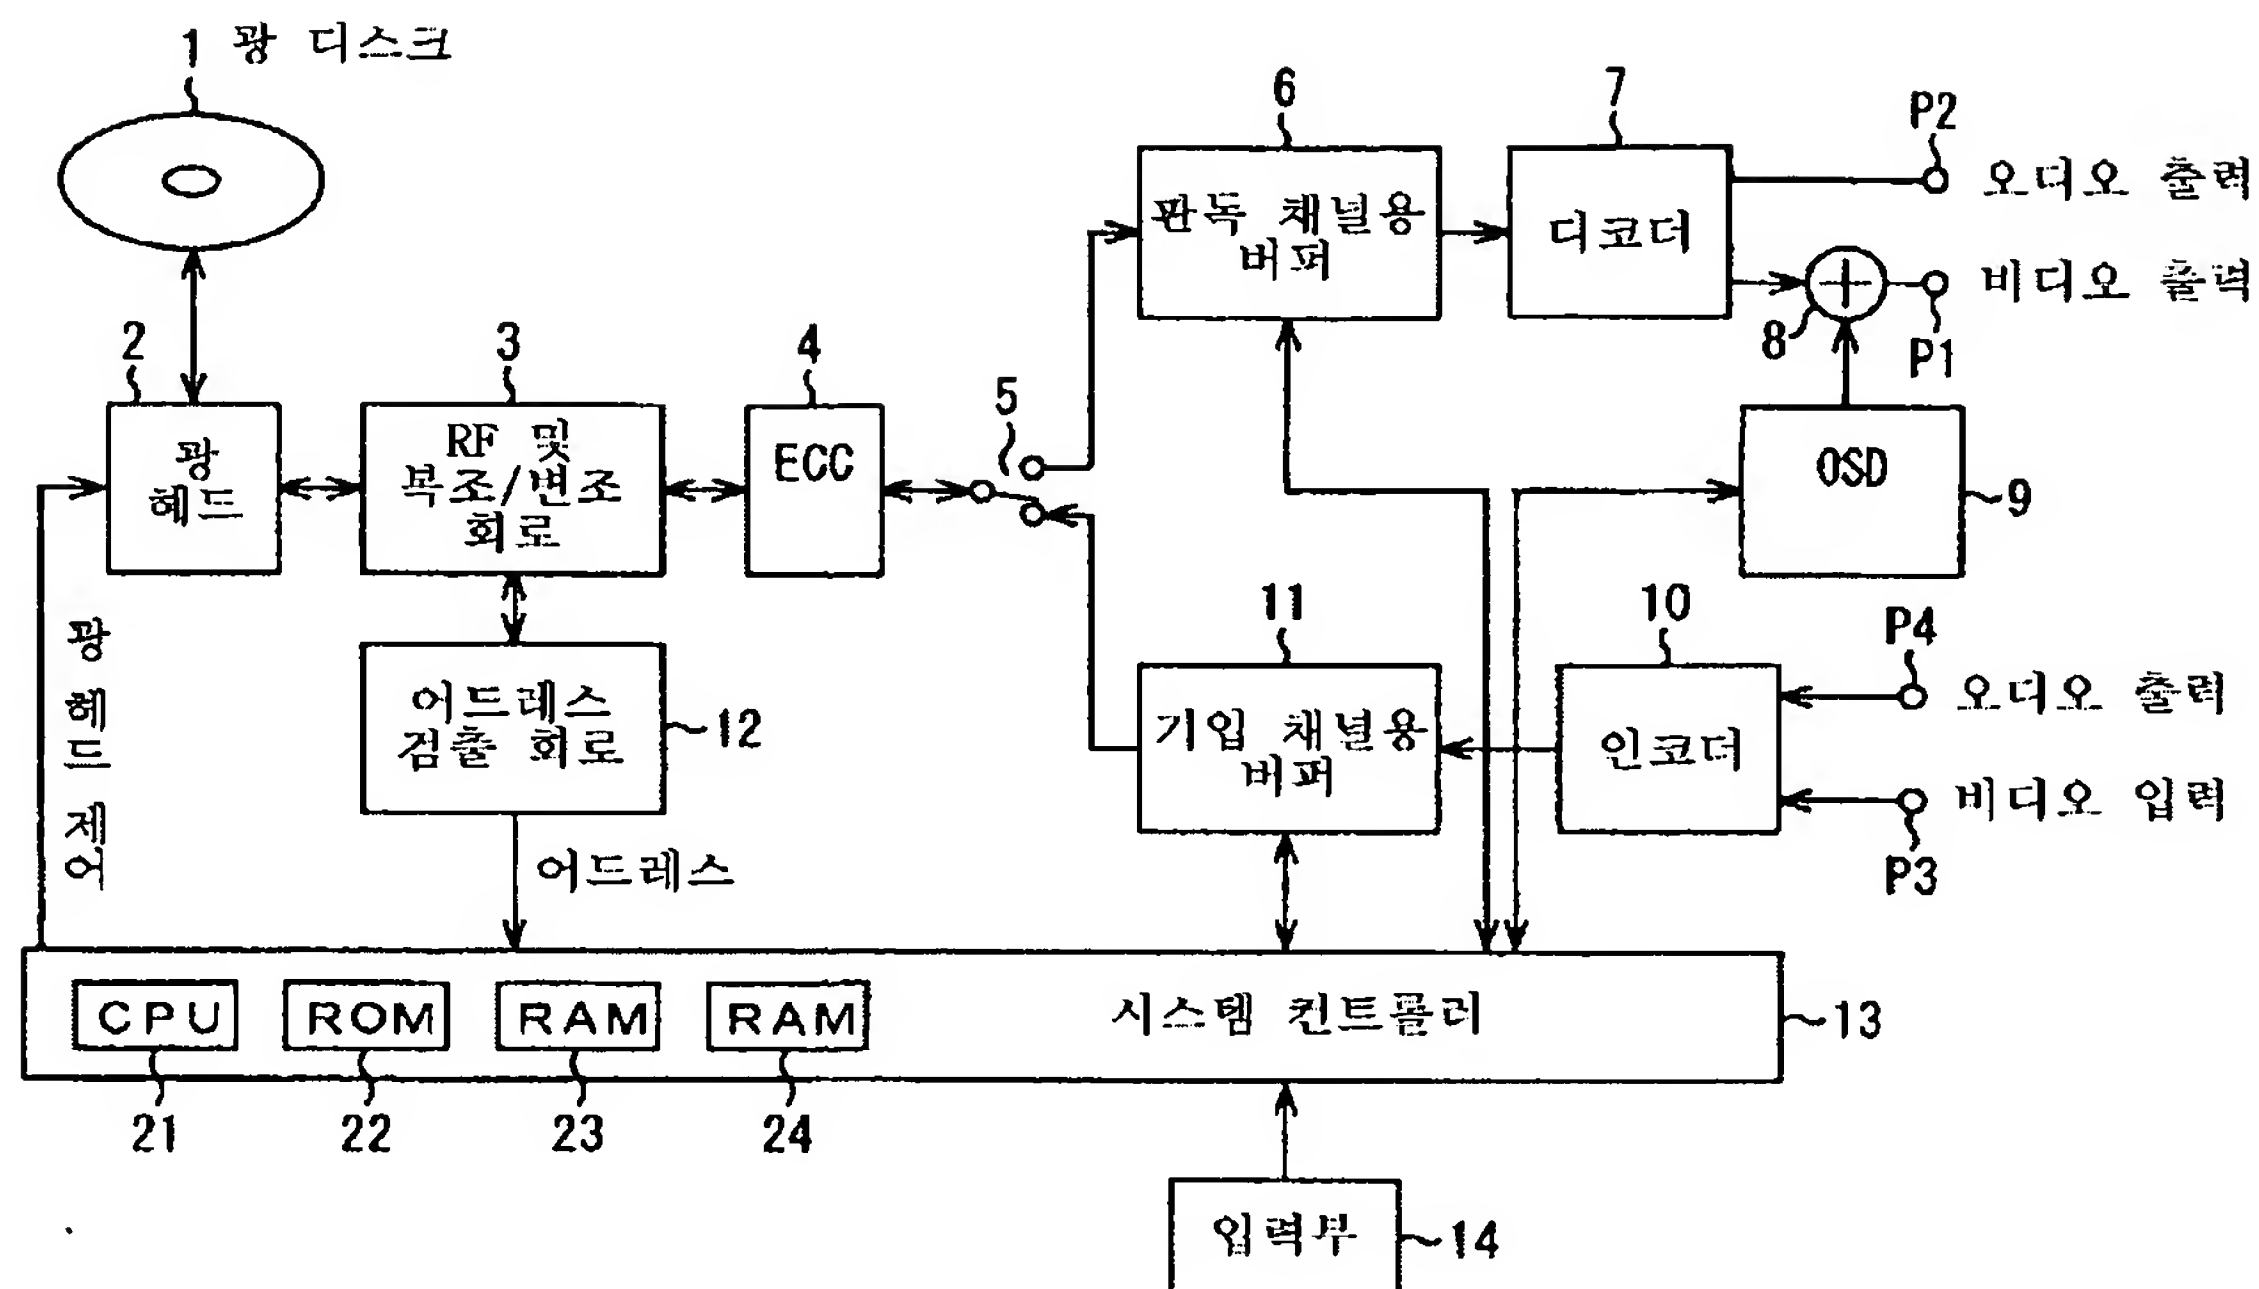 1 광 디스크
6
7
P2
오디오 출력
판독 채널용
버퍼
디코더
비디오 출력
8
P1
2
3
4
5
광
헤드
RF 및
복조/변조
회로
ECC
OSD
9
11
10
P4
광 헤드 제어
어드레스
검출 회로
12
기입 채널용
버퍼
인코더
오디오 출력
비디오 입력
P3
어드레스
CPU
ROM
RAM
RAM
시스템 컨트롤러
13
21
22
23
24
입력부
14